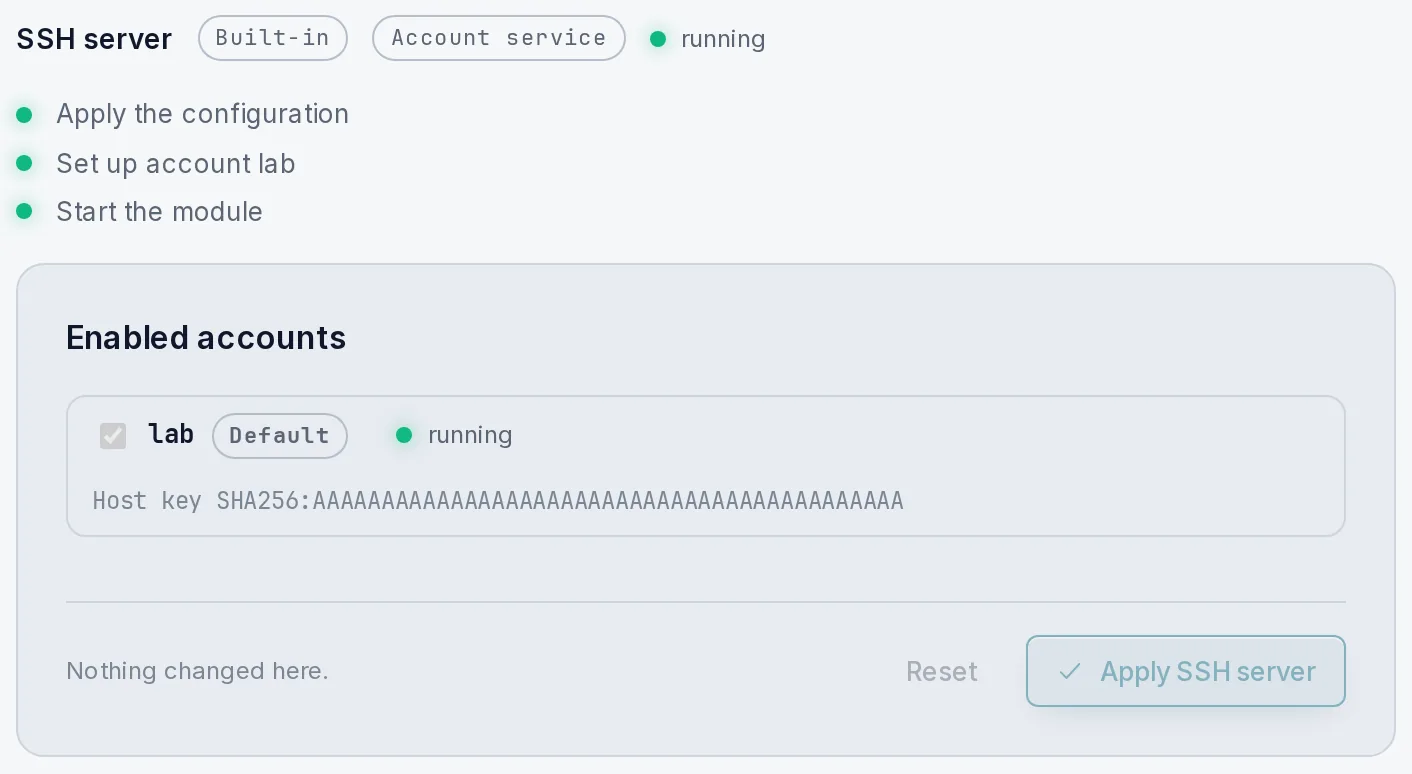 SSH server Built-in Account service running
Apply the configuration
Set up account lab
Start the module
Enabled accounts
lab Default running
Host key SHA256:AAAAAAAAAAAAAAAAAAAAAAAAAAAAAAAAAAAAAAAAAAA
Nothing changed here. Reset Apply SSH server